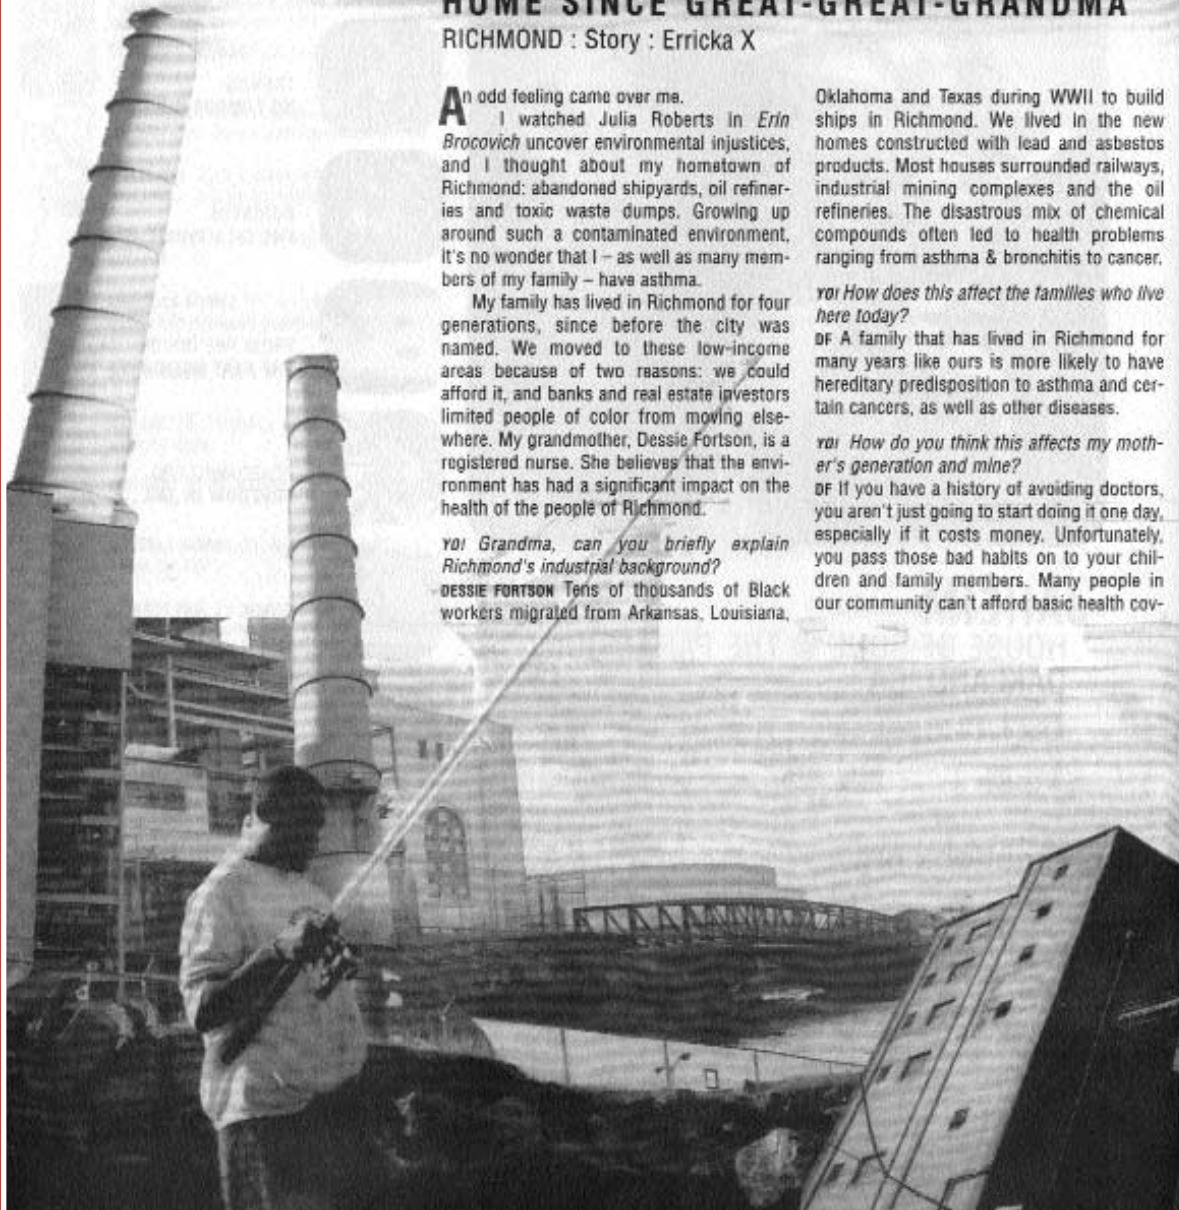 HOME SINCE GREAT-GREAT-GRANDMA
RICHMOND : Story : Erricka X
An odd feeling came over me.
I watched Julia Roberts in Erin
Brocovich uncover environmental injustices,
and I thought about my hometown of
Richmond: abandoned shipyards, oil refiner-
ies and toxic waste dumps. Growing up
around such a contaminated environment,
it's no wonder that I – as well as many mem-
bers of my family – have asthma.
My family has lived in Richmond for four
generations, since before the city was
named. We moved to these low-income
areas because of two reasons: we could
afford it, and banks and real estate investors
limited people of color from moving else-
where. My grandmother, Dessie Fortson, is a
registered nurse. She believes that the envi-
ronment has had a significant impact on the
health of the people of Richmond.
YO! Grandma, can you briefly explain
Richmond's industrial background?
DESSIE FORTSON Tens of thousands of Black
workers migrated from Arkansas, Louisiana,
Oklahoma and Texas during WWII to build
ships in Richmond. We lived in the new
homes constructed with lead and asbestos
products. Most houses surrounded railways,
industrial mining complexes and the oil
refineries. The disastrous mix of chemical
compounds often led to health problems
ranging from asthma & bronchitis to cancer.
YO! How does this affect the families who live
here today?
DF A family that has lived in Richmond for
many years like ours is more likely to have
hereditary predisposition to asthma and cer-
tain cancers, as well as other diseases.
YO! How do you think this affects my moth-
er's generation and mine?
DF If you have a history of avoiding doctors,
you aren't just going to start doing it one day,
especially if it costs money. Unfortunately,
you pass those bad habits on to your chil-
dren and family members. Many people in
our community can't afford basic health cov-